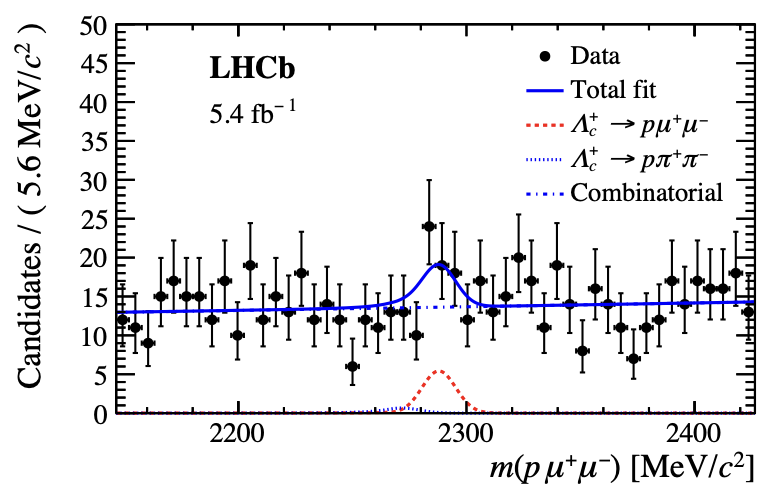 Candidates / ( 5.6 MeV/c² )
50
45
40
35
30
25
20
15
10
5
0
LHCb
5.4 fb⁻¹
Data
Total fit
Λc⁺ → pμ⁺μ⁻
Λc⁺ → pπ⁺π⁻
Combinatorial
2200 2300 2400
m(p μ⁺μ⁻) [MeV/c²]